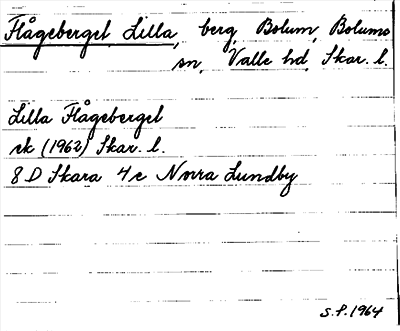 Flågeberget, Lilla, berg, Bolum, Bolums
sn, Valle hd, Skar. l.
Lilla Flågeberget
rk (1962) Skar. l.
8 D Skara 4 c Norra Lundby
S.P. 1964